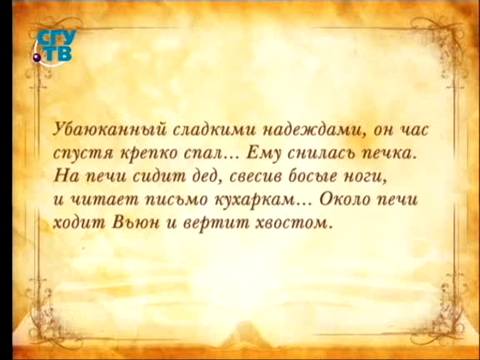 СГУ
ТВ
Убаюканный сладкими надеждами, он час
спустя крепко спал... Ему снилась печка.
На печи сидит дед, свесив босые ноги,
и читает письмо кухаркам... Около печи
ходит Вьюн и вертит хвостом.